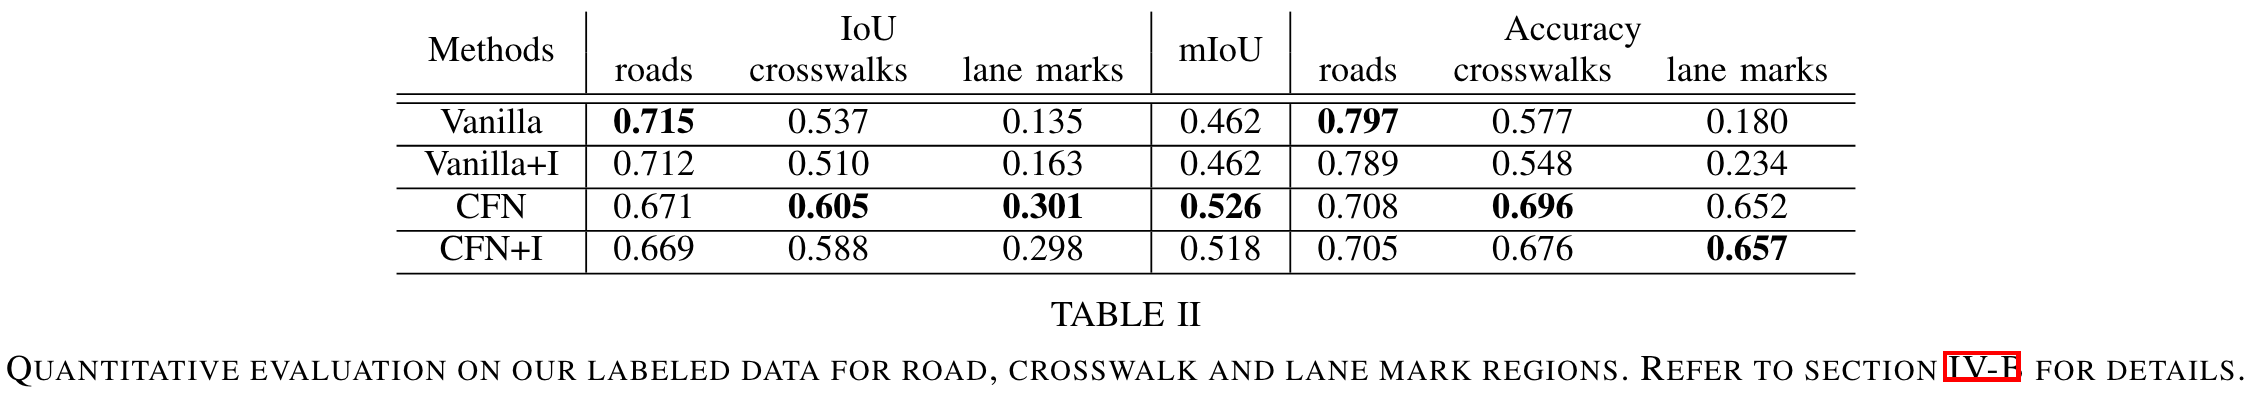 Methods IoU mIoU Accuracy
roads crosswalks lane marks roads crosswalks lane marks
Vanilla 0.715 0.537 0.135 0.462 0.797 0.577 0.180
Vanilla+I 0.712 0.510 0.163 0.462 0.789 0.548 0.234
CFN 0.671 0.605 0.301 0.526 0.708 0.696 0.652
CFN+I 0.669 0.588 0.298 0.518 0.705 0.676 0.657
TABLE II
QUANTITATIVE EVALUATION ON OUR LABELED DATA FOR ROAD, CROSSWALK AND LANE MARK REGIONS. REFER TO SECTION IV-B FOR DETAILS.